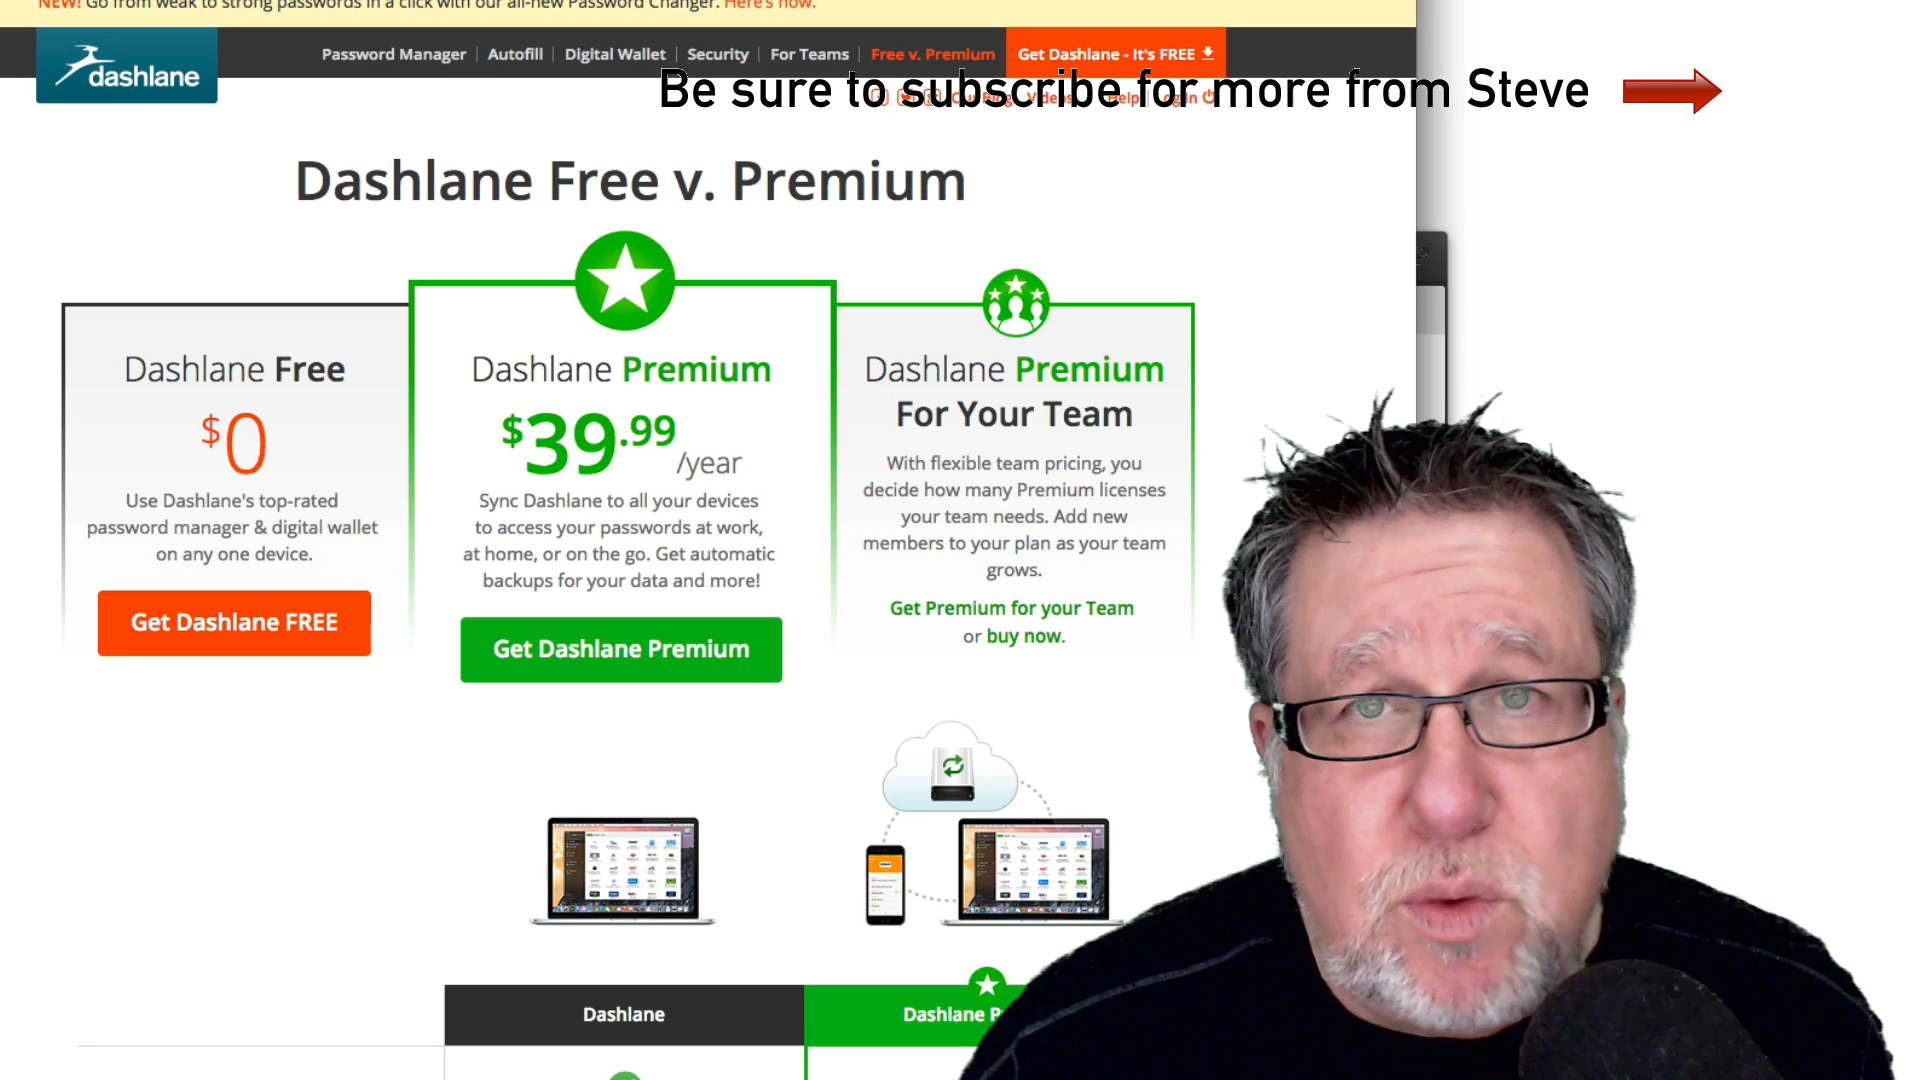 NEW! Go from weak to strong passwords in a click with our all-new Password Changer. Here's how.
dashlane
Password Manager | Autofill | Digital Wallet | Security | For Teams | Free v. Premium
Get Dashlane - It's FREE
Be sure to subscribe for more from Steve
Help
Dashlane Free v. Premium
Dashlane Free
$0
Use Dashlane's top-rated
password manager & digital wallet
on any one device.
Get Dashlane FREE
Dashlane Premium
$39.99
/year
Sync Dashlane to all your devices
to access your passwords at work,
at home, or on the go. Get automatic
backups for your data and more!
Get Dashlane Premium
Dashlane Premium
For Your Team
With flexible team pricing, you
decide how many Premium licenses
your team needs. Add new
members to your plan as your team
grows.
Get Premium for your Team
or buy now.
Dashlane
Dashlane P